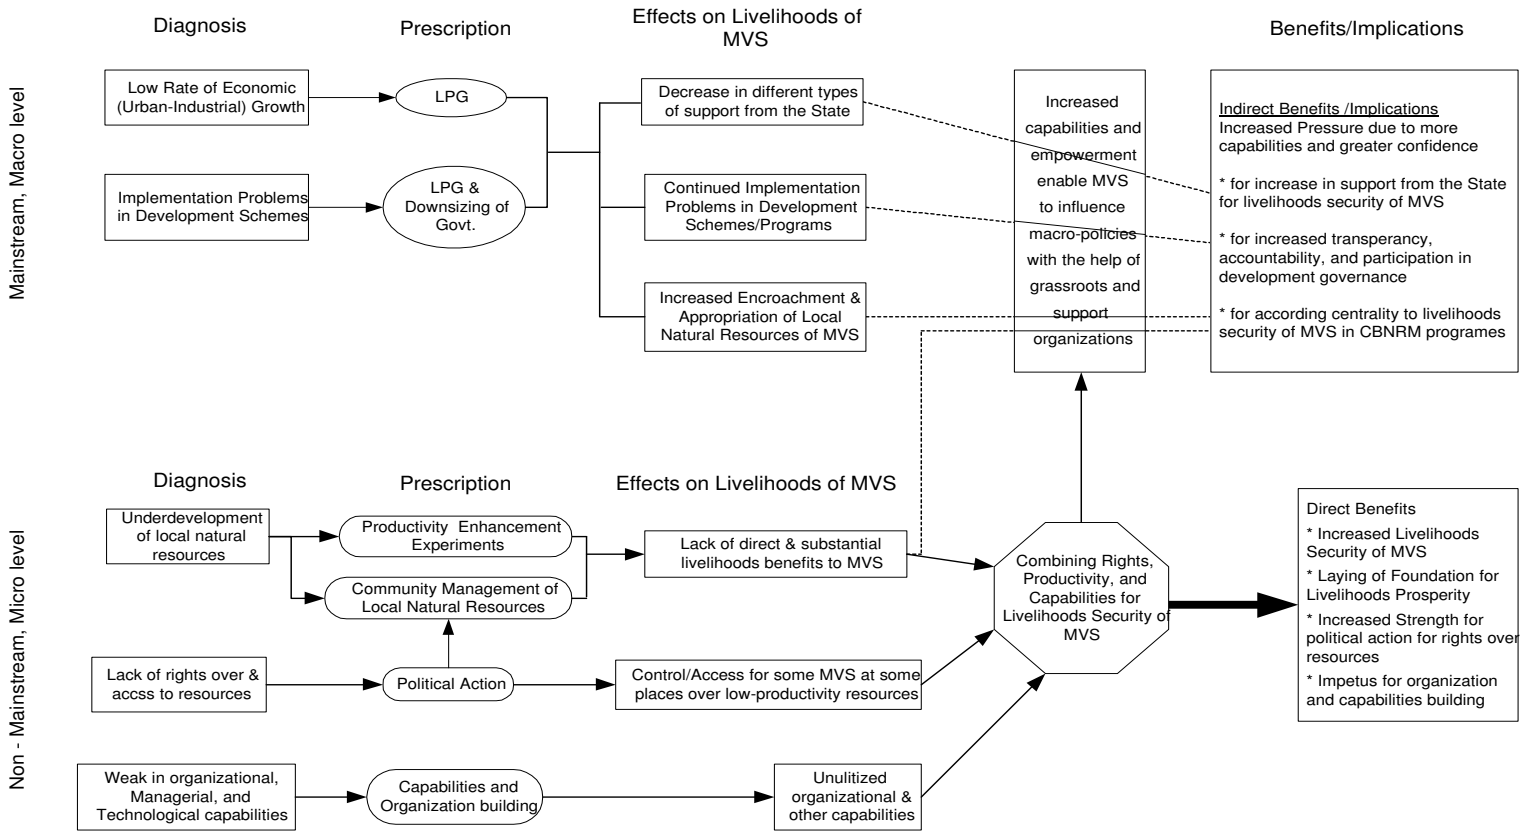 Diagnosis
Prescription
Effects on Livelihoods of
MVS
Benefits/Implications
Mainstream, Macro level
Low Rate of Economic
(Urban-Industrial) Growth
LPG
Implementation Problems
in Development Schemes
LPG &
Downsizing of
Govt.
Decrease in different types
of support from the State
Continued Implementation
Problems in Development
Schemes/Programs
Increased Encroachment &
Appropriation of Local
Natural Resources of MVS
Increased
capabilities and
empowerment
enable MVS
to influence
macro-policies
with the help of
grassroots and
support
organizations
Indirect Benefits /Implications
Increased Pressure due to more
capabilities and greater confidence
* for increase in support from the State
for livelihoods security of MVS
* for increased transperancy,
accountability, and participation in
development governance
* for according centrality to livelihoods
security of MVS in CBNRM programes
Non - Mainstream, Micro level
Diagnosis
Prescription
Effects on Livelihoods of MVS
Underdevelopment
of local natural
resources
Productivity Enhancement
Experiments
Community Management of
Local Natural Resources
Lack of direct & substantial
livelihoods benefits to MVS
Lack of rights over &
accss to resources
Political Action
Control/Access for some MVS at some
places over low-productivity resources
Weak in organizational,
Managerial, and
Technological capabilities
Capabilities and
Organization building
Unulitized
organizational &
other capabilities
Combining Rights,
Productivity, and
Capabilities for
Livelihoods Security of
MVS
Direct Benefits
* Increased Livelihoods
Security of MVS
* Laying of Foundation for
Livelihoods Prosperity
* Increased Strength for
political action for rights over
resources
* Impetus for organization
and capabilities building